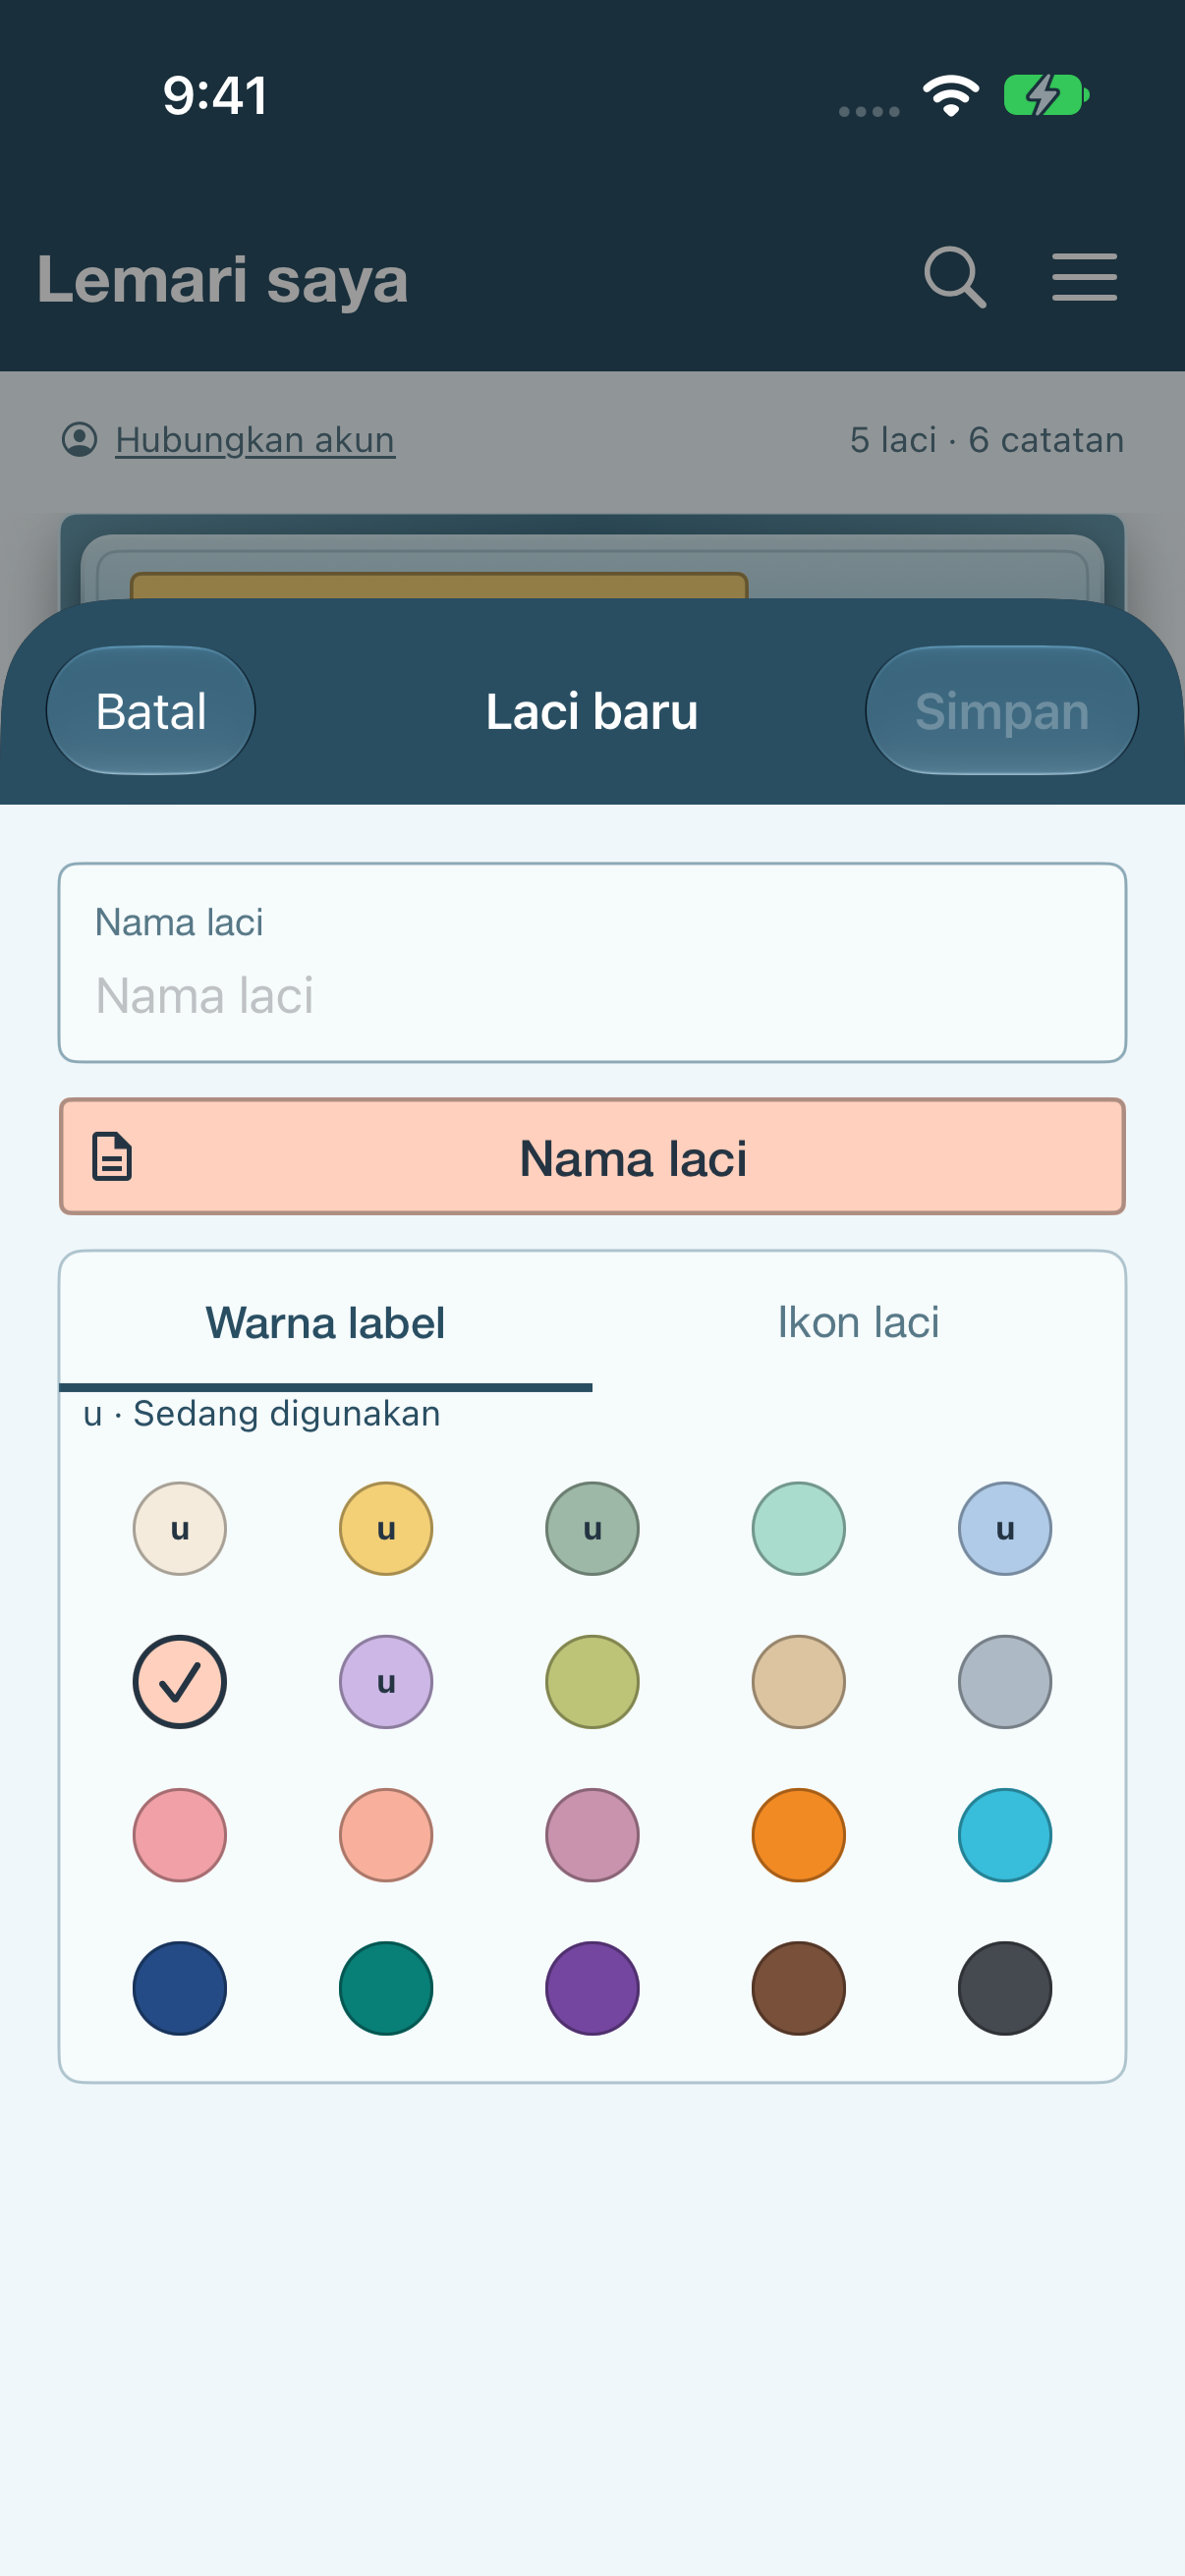 9:41
Lemari saya
Hubungkan akun
5 laci · 6 catatan
Batal
Laci baru
Simpan
Nama laci
Nama laci
Nama laci
Warna label
Ikon laci
u · Sedang digunakan
u
u
u
u
u